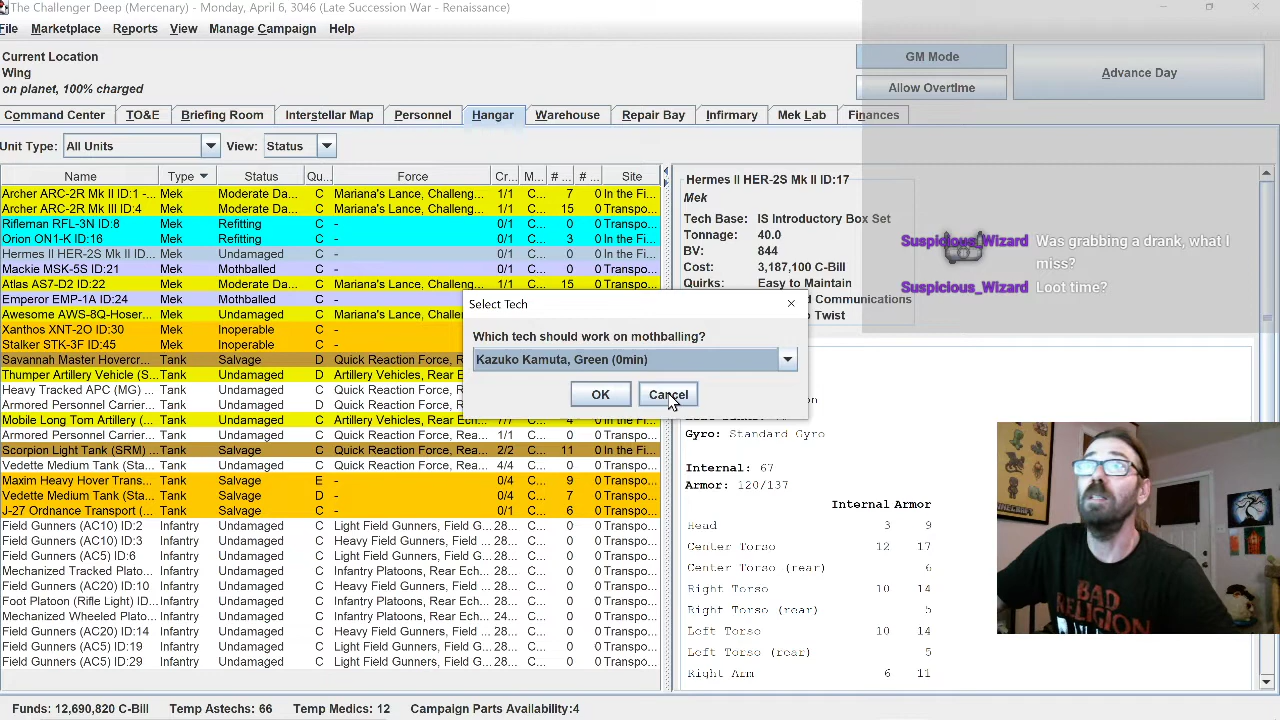 The Challenger Deep (Mercenary) - Monday, April 6, 3046 (Late Succession War - Renaissance)
File Marketplace Reports View Manage Campaign Help
Current Location
Wing
on planet, 100% charged
GM Mode
Allow Overtime
Advance Day
Command Center TO&E Briefing Room Interstellar Map Personnel Hangar Warehouse Repair Bay Infirmary Mek Lab Finances
Unit Type: All Units View: Status
Name Type Status Qu... Force Cr... M... # ... # ... Site
Archer ARC-2R Mk II ID:1 -... Mek Moderate Da... C Mariana's Lance, Challeng... 1/1 C... 7 0 In the Fi...
Archer ARC-2R Mk II ID:4 Mek Moderate Da... C Mariana's Lance, Challeng... 1/1 C... 15 0 Transpo...
Rifleman RFL-3N ID:8 Mek Refitting C - 0/1 C... 0 0 Transpo...
Orion ON1-K ID:16 Mek Refitting C - 0/1 C... 3 0 In the Fi...
Hermes II HER-2S Mk II ID... Mek Undamaged C - 0/1 C... 0 0 Transpo...
Mackie MSK-5S ID:21 Mek Mothballed C - 0/1 C... 0 0 Transpo...
Atlas AS7-D2 ID:22 Mek Moderate Da... C Mariana's Lance, Challeng... 1/1 C... 15 0 Transpo...
Emperor EMP-1A ID:24 Mek Mothballed C -
Awesome AWS-8Q-Hoser... Mek Undamaged C Mariana's Lance, Challeng...
Xanthos XNT-2O ID:30 Mek Inoperable C -
Stalker STK-3F ID:45 Mek Inoperable C -
Savannah Master Hovercr... Tank Salvage D Quick Reaction Force, Rea...
Thumper Artillery Vehicle (S... Tank Undamaged D Artillery Vehicles, Rear E...
Heavy Tracked APC (MG) Tank Undamaged C Quick Reaction Force, Rea...
Armored Personnel Carrier... Tank Undamaged D Quick Reaction Force, Rea...
Mobile Long Tom Artillery (... Tank Undamaged C Artillery Vehicles, Rear Ec... 7/7 C... 4 0 Transpo...
Armored Personnel Carrier... Tank Undamaged C Quick Reaction Force, Rea... 1/1 C... 0 0 Transpo...
Scorpion Light Tank (SRM) ... Tank Salvage C Quick Reaction Force, Rea... 2/2 C... 11 0 In the Fi...
Vedette Medium Tank (Sta... Tank Undamaged C Quick Reaction Force, Rea... 4/4 C... 0 0 Transpo...
Maxim Heavy Hover Trans... Tank Salvage E - 0/4 C... 9 0 Transpo...
Vedette Medium Tank (Sta... Tank Salvage D - 0/4 C... 7 0 Transpo...
J-27 Ordnance Transport (... Tank Salvage D - 0/5 C... 6 0 Transpo...
Field Gunners (AC10) ID:2 Infantry Undamaged C Light Field Gunners, Field G... 28... C... 0 0 Transpo...
Field Gunners (AC10) ID:3 Infantry Undamaged C Heavy Field Gunners, Field ... 28... C... 0 0 Transpo...
Field Gunners (AC5) ID:6 Infantry Undamaged C Light Field Gunners, Field G... 28... C... 0 0 Transpo...
Mechanized Tracked Plato... Infantry Undamaged C Infantry Platoons, Rear Ech... 28... C... 0 0 Transpo...
Field Gunners (AC20) ID:10 Infantry Undamaged C Heavy Field Gunners, Field ... 28... C... 0 0 Transpo...
Foot Platoon (Rifle Light) ID... Infantry Undamaged C Infantry Platoons, Rear Ech... 28... C... 0 0 Transpo...
Mechanized Wheeled Plato... Infantry Undamaged C Infantry Platoons, Rear Ech... 28... C... 0 0 Transpo...
Field Gunners (AC20) ID:14 Infantry Undamaged C Heavy Field Gunners, Field ... 28... C... 0 0 Transpo...
Field Gunners (AC5) ID:19 Infantry Undamaged C Light Field Gunners, Field G... 28... C... 0 0 Transpo...
Field Gunners (AC5) ID:29 Infantry Undamaged C Light Field Gunners, Field G... 28... C... 0 0 Transpo...
Hermes II HER-2S Mk II ID:17
Mek
Tech Base: IS Introductory Box Set
Tonnage: 40.0
BV: 844
Cost: 3,187,100 C-Bill
Quirks: Easy to Maintain
Communications
Twist
Select Tech
Which tech should work on mothballing?
Kazuko Kamuta, Green (0min)
OK Cancel
Suspicious_Wizard Was grabbing a drank, what I
miss?
Suspicious_Wizard Loot time?
Gyro: Standard Gyro
Internal: 67
Armor: 120/137
Internal Armor
Head 3 9
Center Torso 12 17
Center Torso (rear) 6
Right Torso 10 14
Right Torso (rear) 5
Left Torso 10 14
Left Torso (rear) 5
Right Arm 6 11
BAD
RELIGION
Funds: 12,690,820 C-Bill Temp Astechs: 66 Temp Medics: 12 Campaign Parts Availability:4